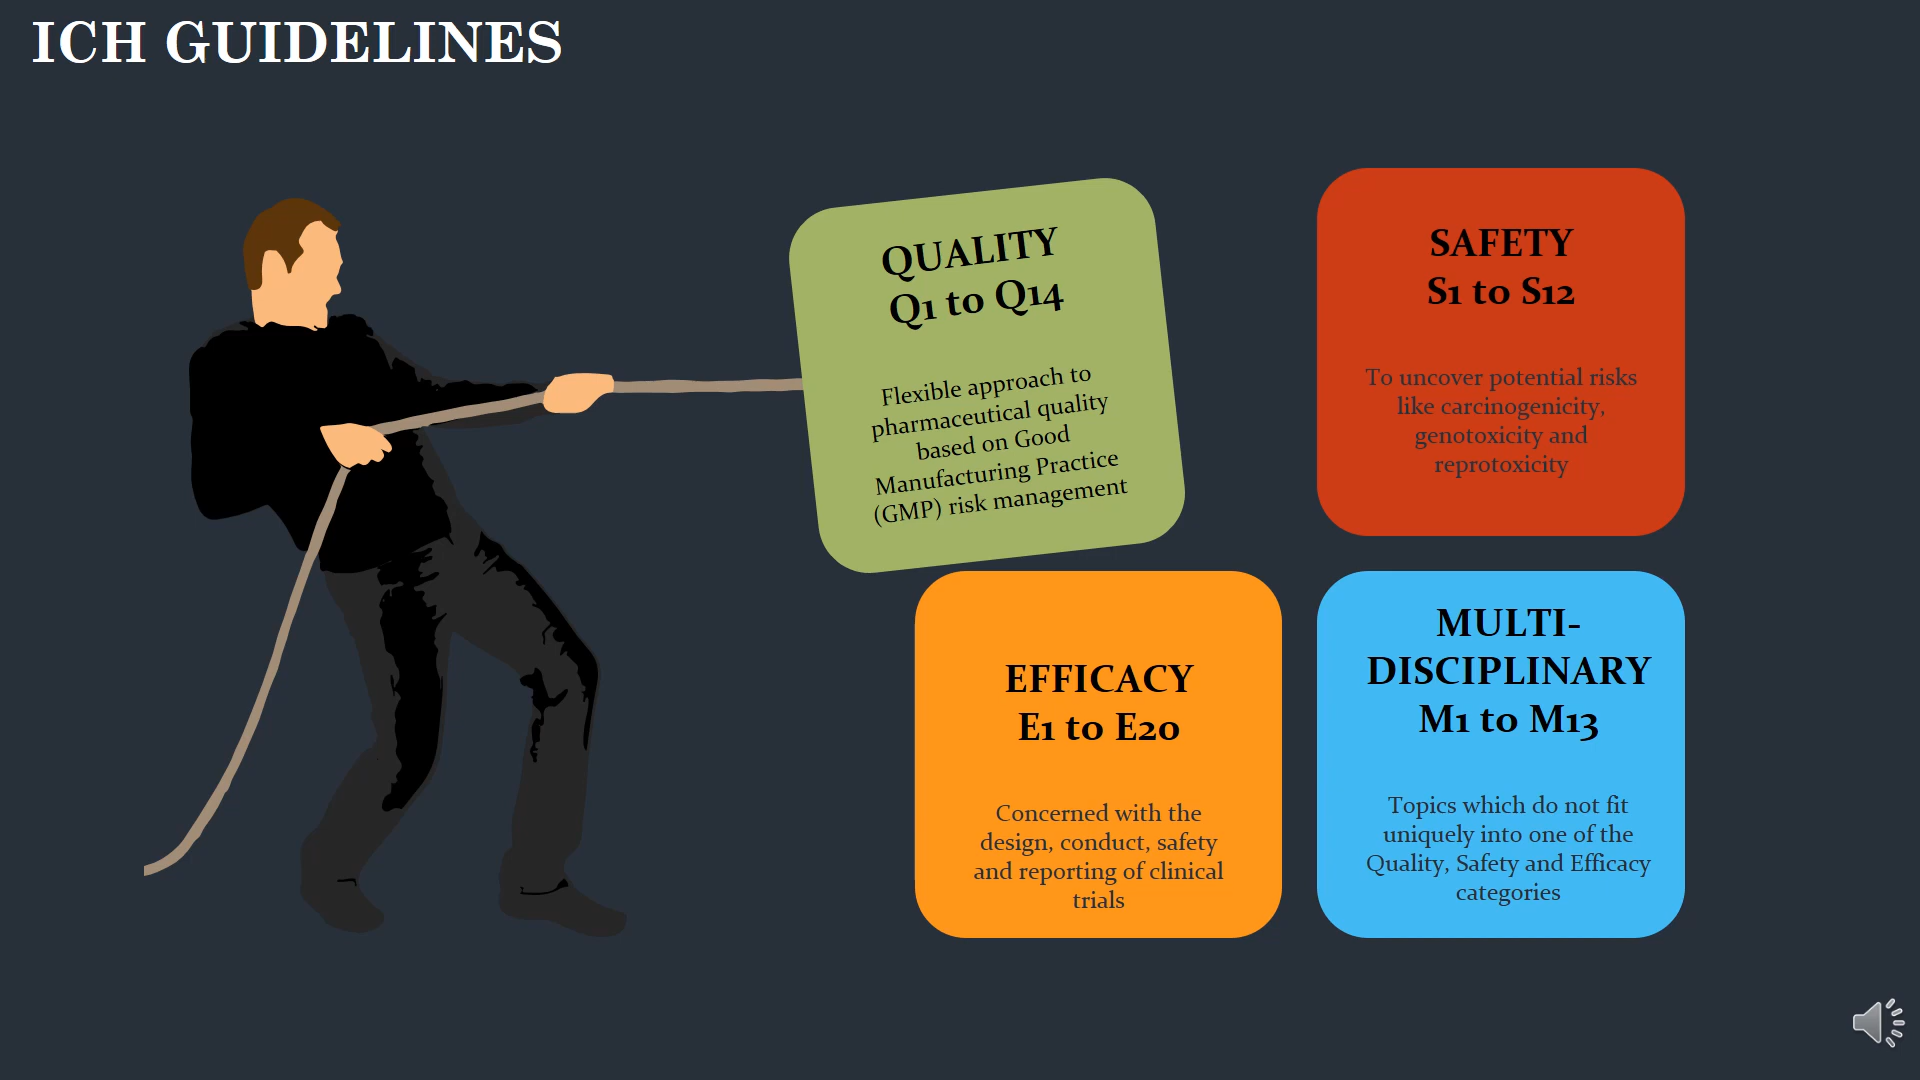 ICH GUIDELINES
QUALITY
Q1 to Q14
Flexible approach to
pharmaceutical quality
based on Good
Manufacturing Practice
(GMP) risk management
SAFETY
S1 to S12
To uncover potential risks
like carcinogenicity,
genotoxicity and
reprotoxicity
EFFICACY
E1 to E20
Concerned with the
design, conduct, safety
and reporting of clinical
trials
MULTI-
DISCIPLINARY
M1 to M13
Topics which do not fit
uniquely into one of the
Quality, Safety and Efficacy
categories